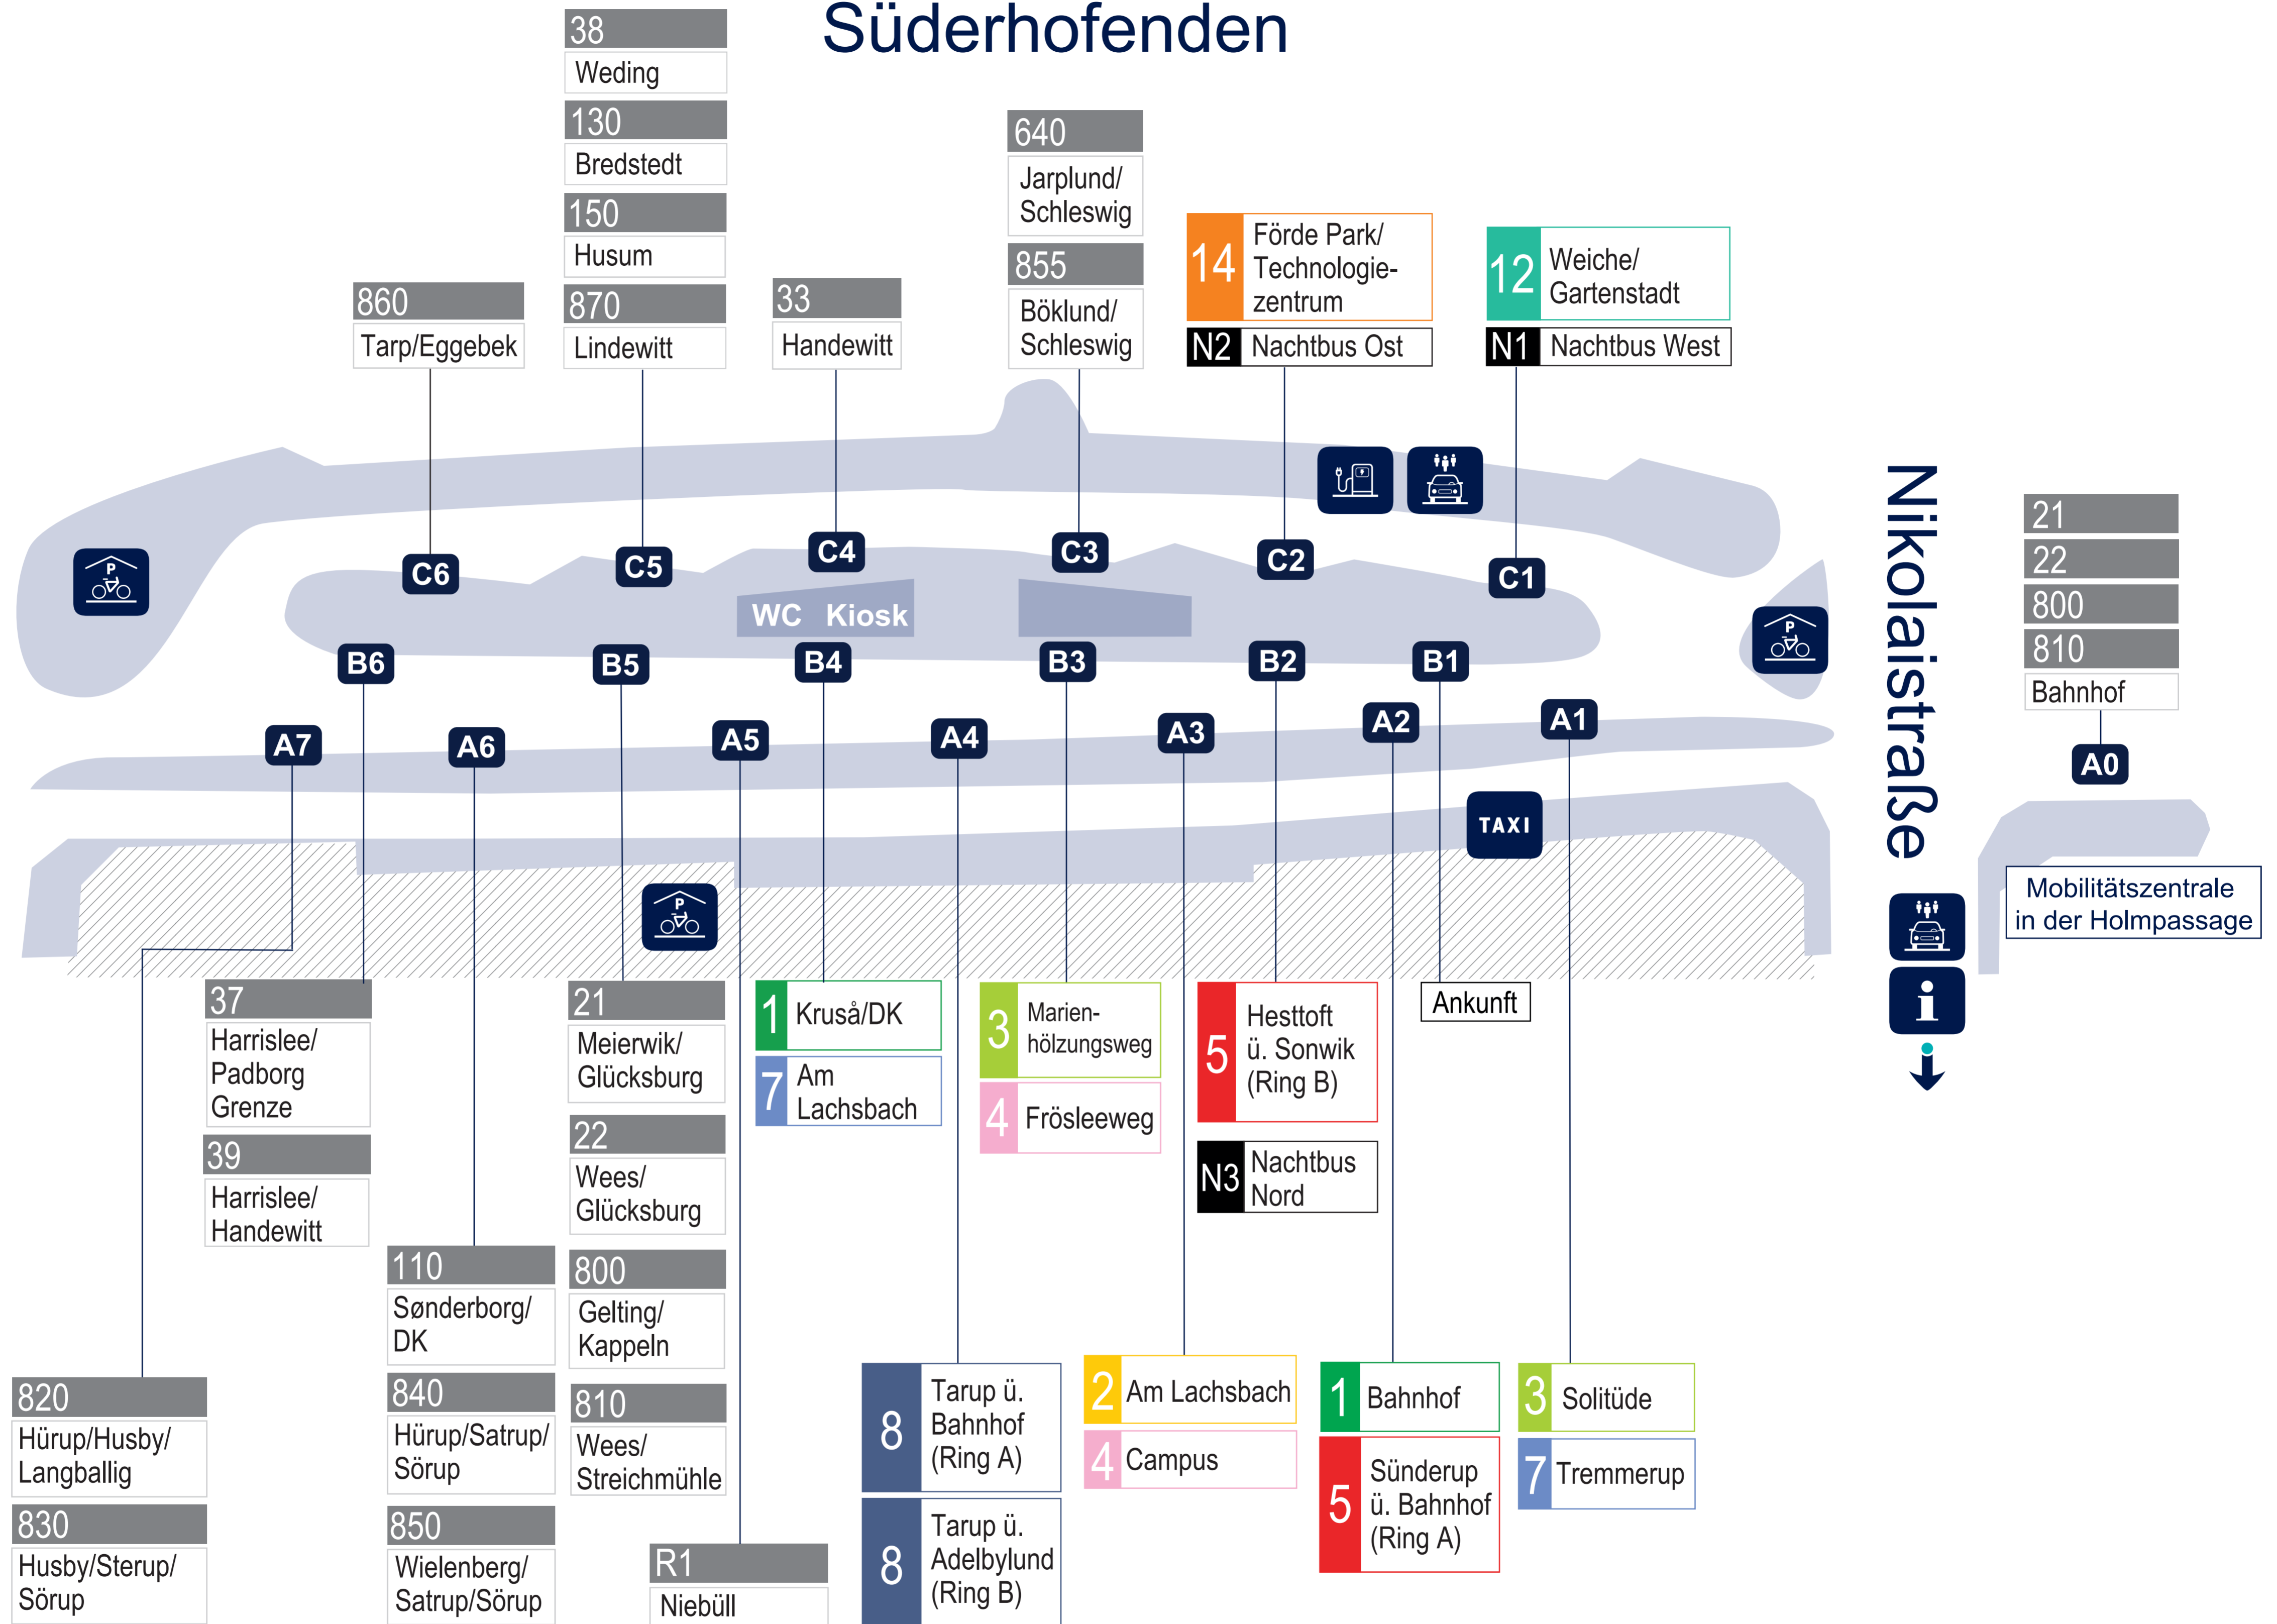 Süderhofenden
38
Weding
130
Bredstedt
150
Husum
870
Lindewitt
860
Tarp/Eggebek
33
Handewitt
640
Jarplund/
Schleswig
855
Böklund/
Schleswig
14
Förde Park/
Technologie-
zentrum
N2 Nachtbus Ost
12
Weiche/
Gartenstadt
N1 Nachtbus West
Nikolaistraße
21
22
800
810
Bahnhof
A0
Mobilitätszentrale
in der Holmpassage
i
P
C6
C5
C4
C3
C2
C1
WC Kiosk
P
B6
B5
B4
B3
B2
B1
A7
A6
A5
A4
A3
A2
A1
TAXI
P
37
Harrislee/
Padborg
Grenze
39
Harrislee/
Handewitt
21
Meierwik/
Glücksburg
22
Wees/
Glücksburg
800
Gelting/
Kappeln
810
Wees/
Streichmühle
1 Kruså/DK
7 Am
Lachsbach
3 Marien-
hölzungsweg
4 Frösleeweg
5 Hesttoft
ü. Sonwik
(Ring B)
N3 Nachtbus
Nord
Ankunft
820
Hürup/Husby/
Langballig
830
Husby/Sterup/
Sörup
110
Sønderborg/
DK
840
Hürup/Satrup/
Sörup
850
Wielenberg/
Satrup/Sörup
R1
Niebüll
8 Tarup ü.
Bahnhof
(Ring A)
8 Tarup ü.
Adelbylund
(Ring B)
2 Am Lachsbach
4 Campus
1 Bahnhof
5 Sünderup
ü. Bahnhof
(Ring A)
3 Solitüde
7 Tremmerup